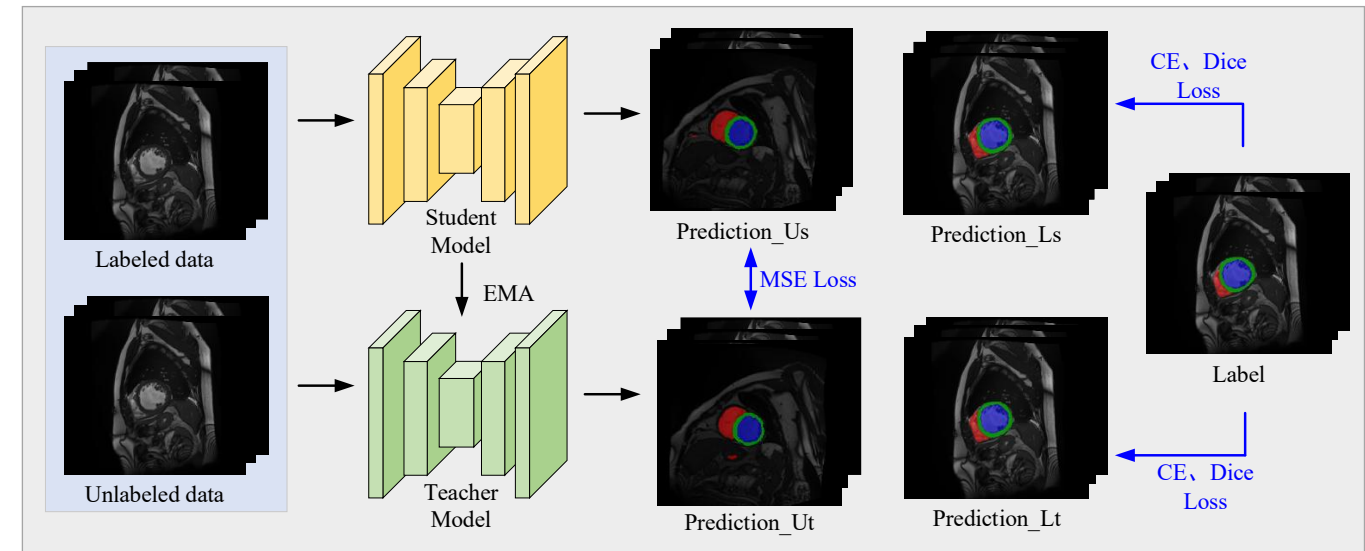 Labeled data
Unlabeled data
Student
Model
EMA
Teacher
Model
Prediction_Us
MSE Loss
Prediction_Ut
Prediction_Ls
Prediction_Lt
CE、Dice
Loss
Label
CE、Dice
Loss